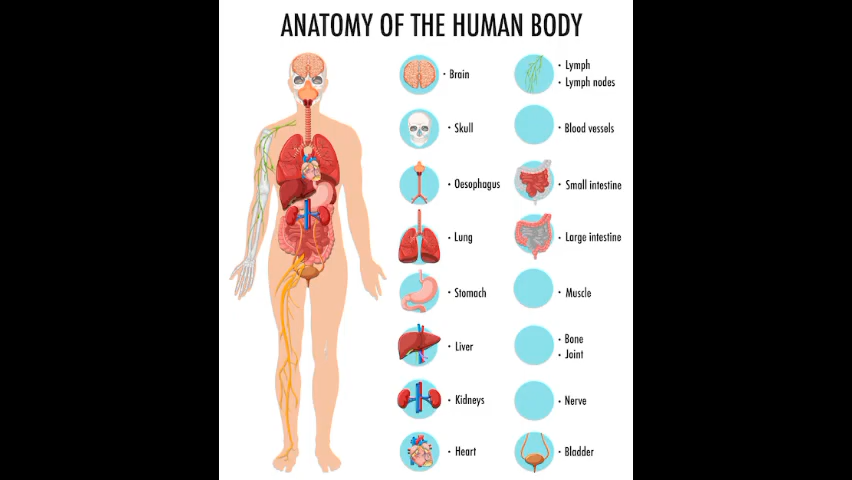 ANATOMY OF THE HUMAN BODY
• Brain
• Skull
• Oesophagus
• Lung
• Stomach
• Liver
• Kidneys
• Heart
• Lymph
• Lymph nodes
• Blood vessels
• Small intestine
• Large intestine
• Muscle
• Bone
• Joint
• Nerve
• Bladder